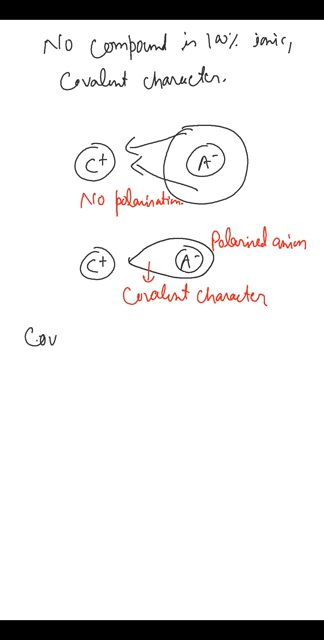 No compound is 100% ionic,
Covalent character.
C+
A-
No polarisation.
Polarised anion
C+
A-
Covalent character
Cov